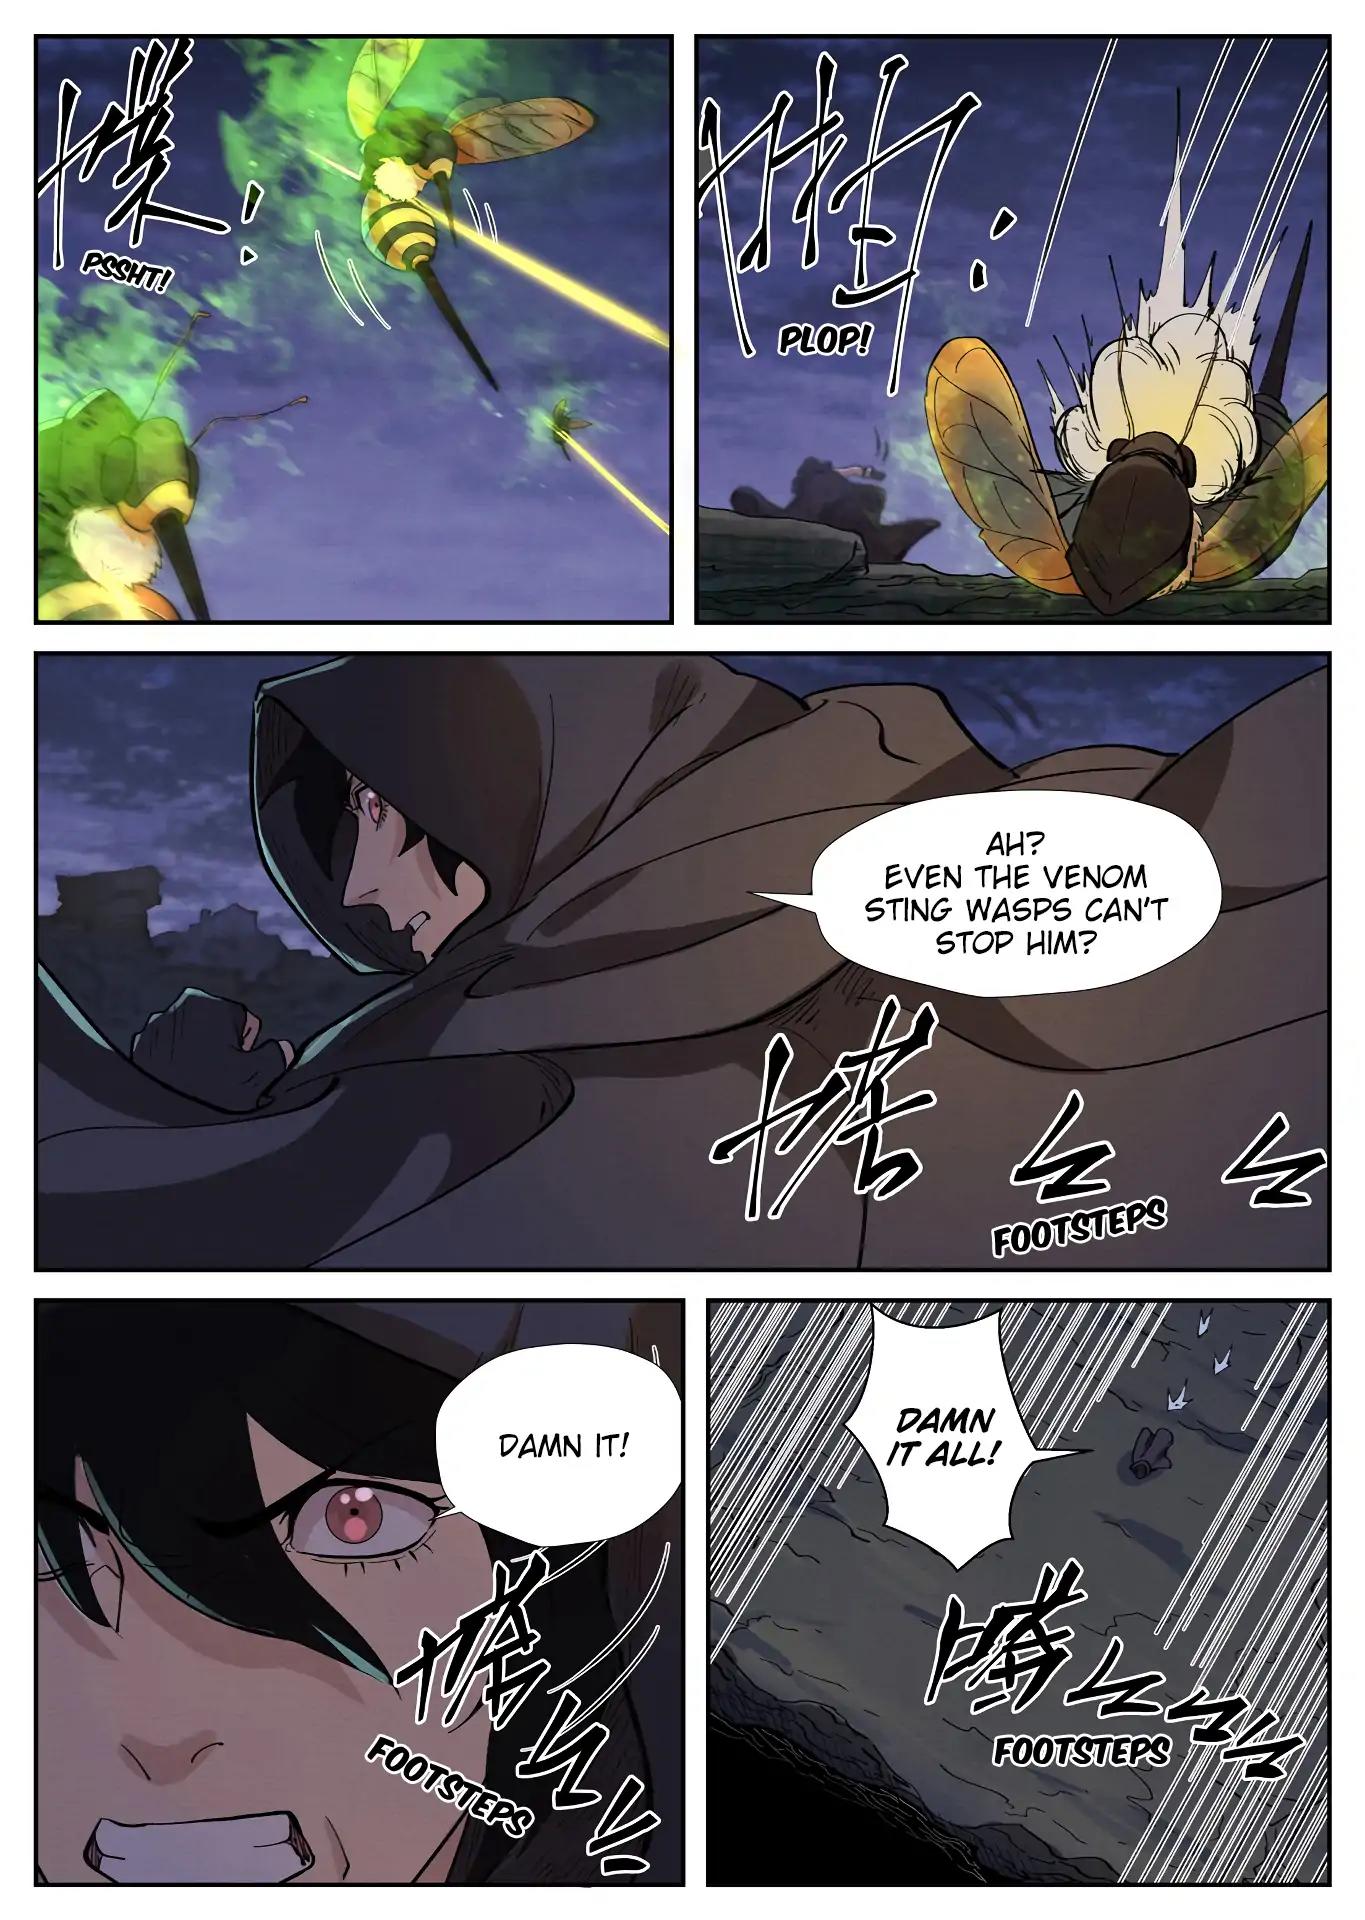 噗!
PSSHT!
啪!
PLOP!
AH?
EVEN THE VENOM
STING WASPS CAN'T
STOP HIM?
FOOTSTEPS
DAMN IT!
FOOTSTEPS
DAMN
IT ALL!
FOOTSTEPS